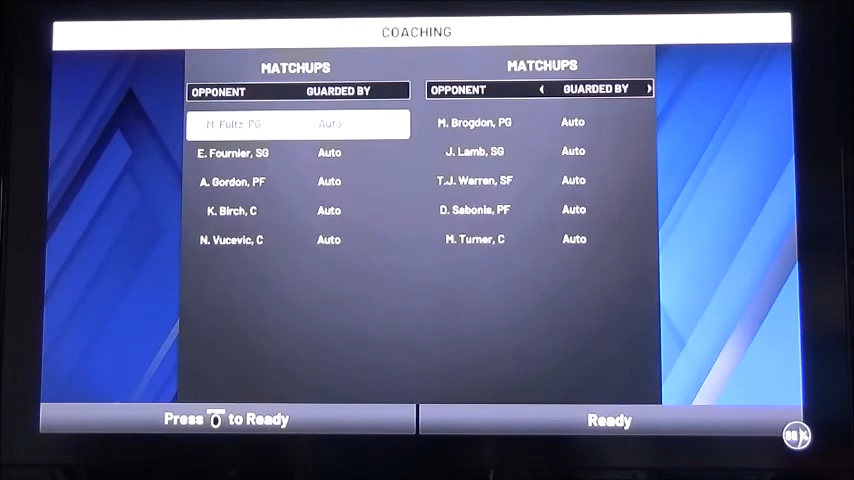 COACHING
MATCHUPS
OPPONENT GUARDED BY
M. Fultz, PG Auto
E. Fournier, SG Auto
A. Gordon, PF Auto
K. Birch, C Auto
N. Vucevic, C Auto
MATCHUPS
OPPONENT GUARDED BY
M. Brogdon, PG Auto
J. Lamb, SG Auto
T.J. Warren, SF Auto
D. Sabonis, PF Auto
M. Turner, C Auto
Press to Ready
Ready